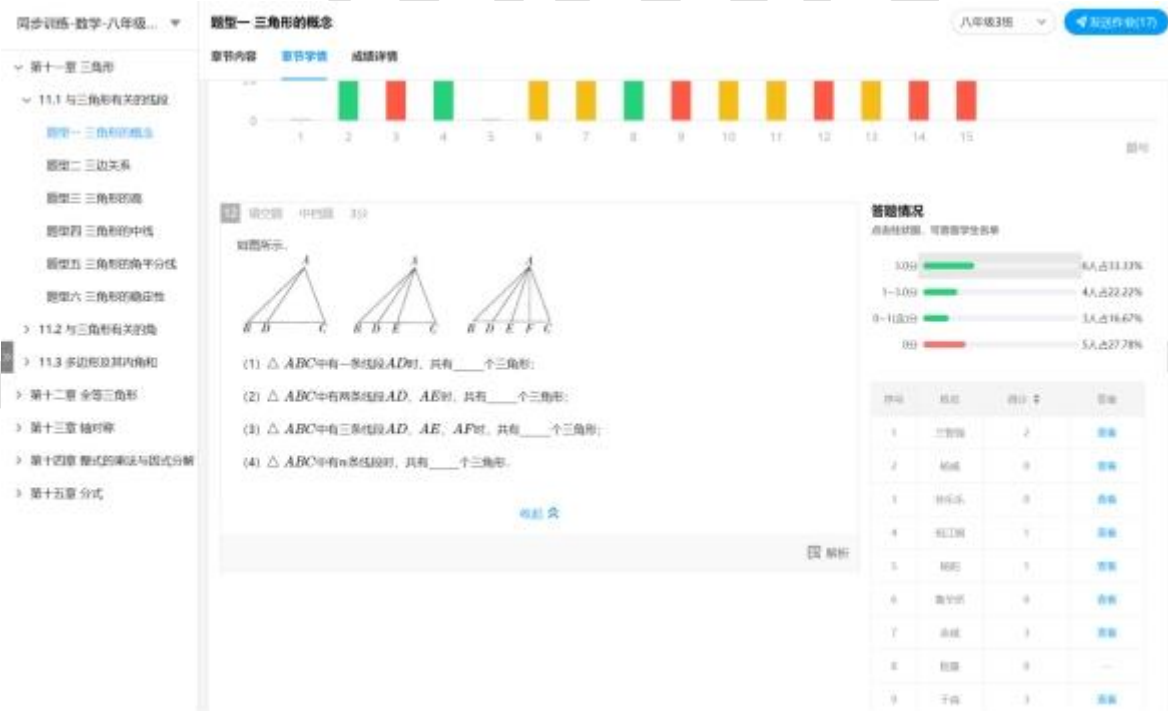 同步训练-数学-八年级...
第十一章 三角形
11.1 与三角形有关的线段
题型一 三角形的概念
题型二 三边关系
题型三 三角形的高
题型四 三角形的中线
题型五 三角形的角平分线
题型六 三角形的稳定性
11.2 与三角形有关的角
11.3 多边形及其内角和
第十二章 全等三角形
第十三章 轴对称
第十四章 整式的乘法与因式分解
第十五章 分式
题型一 三角形的概念
八年级3班
发送作业(17)
章节内容 章节学情 成绩详情
0
1 2 3 4 5 6 7 8 9 10 11 12 13 14 15
题号
12 填空题 中档题 3分
如图所示.
A A A
B D C B D E C B D E F C
(1) △ ABC中有一条线段AD时，共有____个三角形；
(2) △ ABC中有两条线段AD、AE时，共有____个三角形；
(3) △ ABC中有三条线段AD、AE、AF时，共有____个三角形；
(4) △ ABC中有n条线段时，共有____个三角形.
收起
解析
答题情况
点击柱状图，可查看学生名单
3.0分 6人,占33.33%
1~3.0分 4人,占22.22%
0~1(含)分 3人,占16.67%
0分 5人,占27.78%
序号 姓名 得分 答案
1 2 查看
2 0 查看
3 0 查看
4 1 查看
5 查看
6 0 查看
7 3 查看
8 0
9 3 查看